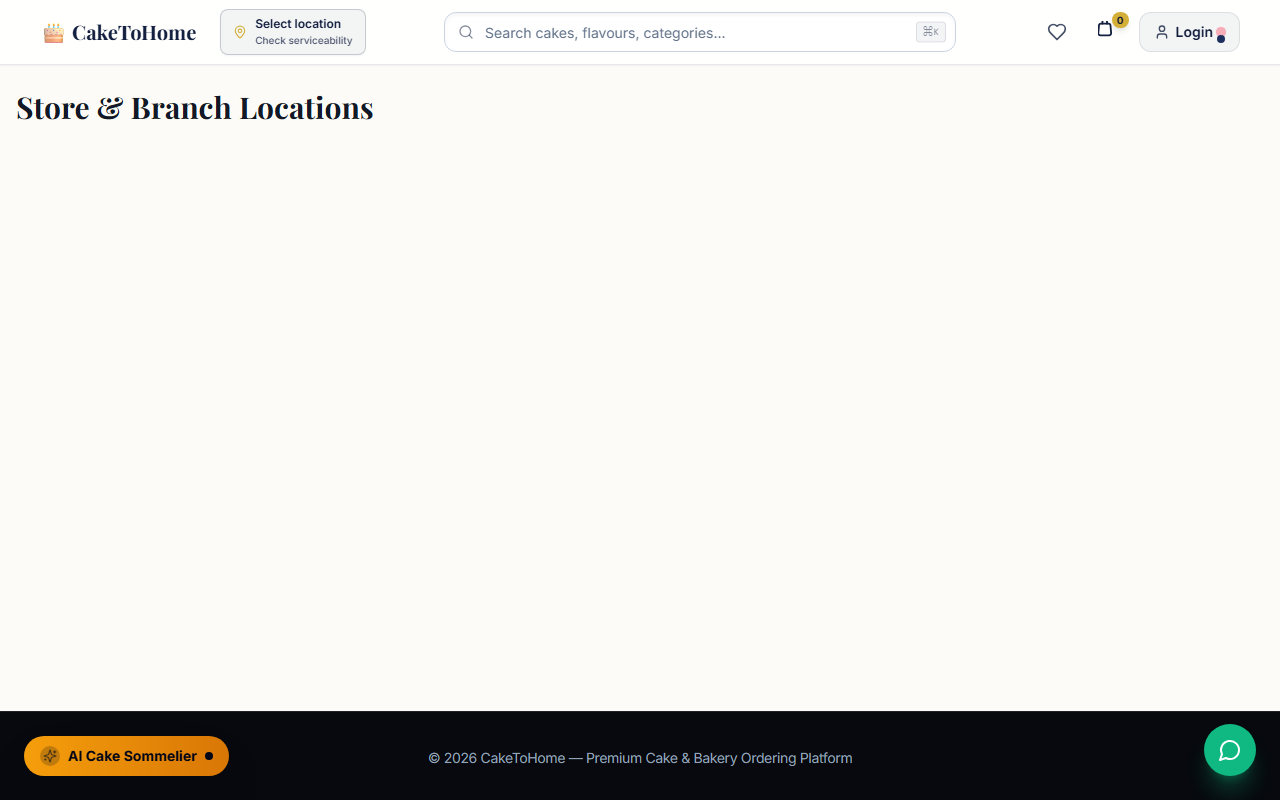 CakeToHome
Select location
Check serviceability
Search cakes, flavours, categories...
⌘K
0
Login
Store & Branch Locations
AI Cake Sommelier
© 2026 CakeToHome — Premium Cake & Bakery Ordering Platform